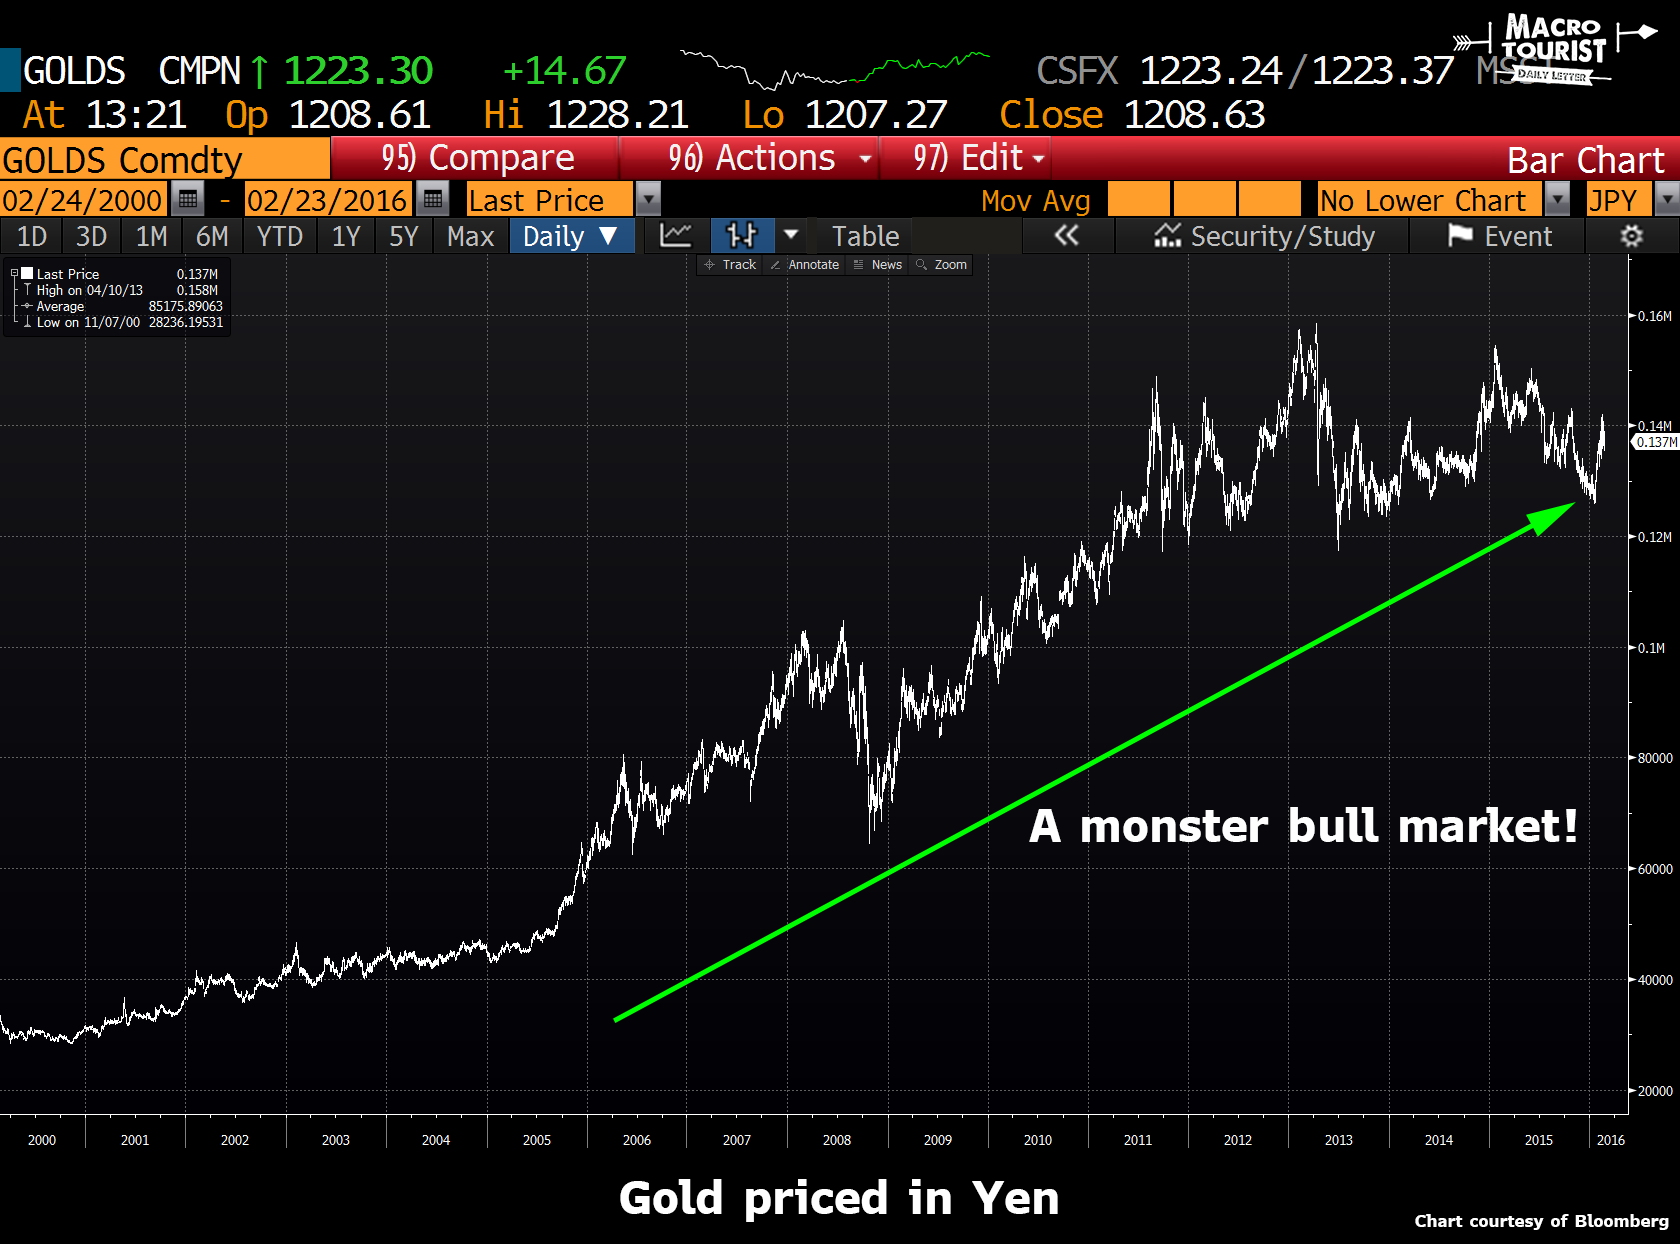 MACRO
TOURIST
DAILY LETTER
GOLDS CMPN ↑ 1223.30 +14.67 CSFX 1223.24/1223.37
At 13:21 Op 1208.61 Hi 1228.21 Lo 1207.27 Close 1208.63
GOLDS Comdty 95) Compare 96) Actions 97) Edit Bar Chart
02/24/2000 - 02/23/2016 Last Price Mov Avg No Lower Chart JPY
1D 3D 1M 6M YTD 1Y 5Y Max Daily ▼ Table Security/Study Event
Track Annotate News Zoom
Last Price 0.137M
High on 04/10/13 0.158M
Average 85175.89063
Low on 11/07/00 28236.19531
0.16M
0.14M
0.137M
0.12M
0.1M
80000
A monster bull market!
60000
40000
20000
2000 2001 2002 2003 2004 2005 2006 2007 2008 2009 2010 2011 2012 2013 2014 2015 2016
Gold priced in Yen
Chart courtesy of Bloomberg